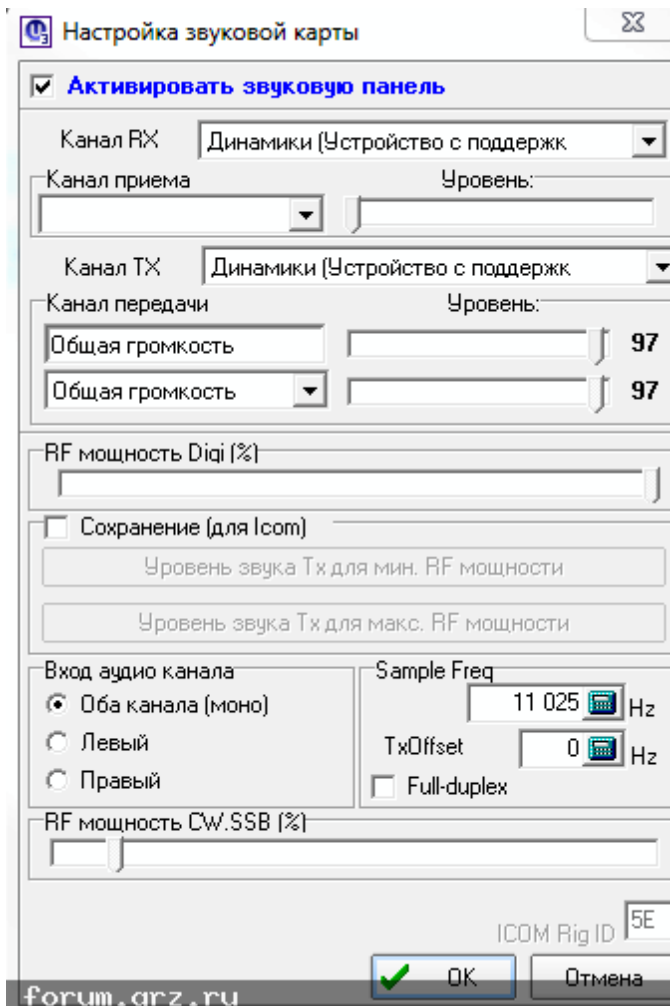 Настройка звуковой карты
Активировать звуковую панель
Канал RX Динамики (Устройство с поддержк
Канал приема Уровень:
Канал TX Динамики (Устройство с поддержк
Канал передачи Уровень:
Общая громкость 97
Общая громкость 97
RF мощность Digi (%)
Сохранение (для Icom)
Уровень звука Tx для мин. RF мощности
Уровень звука Tx для макс. RF мощности
Вход аудио канала Sample Freq
Оба канала (моно) 11 025 Hz
Левый TxOffset 0 Hz
Правый Full-duplex
RF мощность CW.SSB (%)
ICOM Rig ID 5E
OK Отмена
forum.qrz.ru